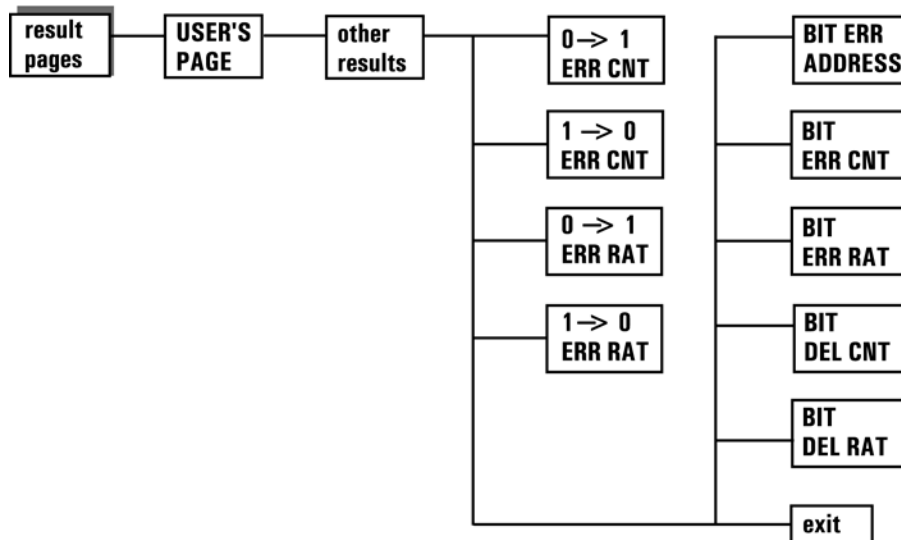 result
pages
USER'S
PAGE
other
results
0—> 1
ERR CNT
1 —> 0
ERR CNT
0 —> 1
ERR RAT
1—> 0
ERR RAT
BIT ERR
ADDRESS
BIT
ERR CNT
BIT
ERR RAT
BIT
DEL CNT
BIT
DEL RAT
exit